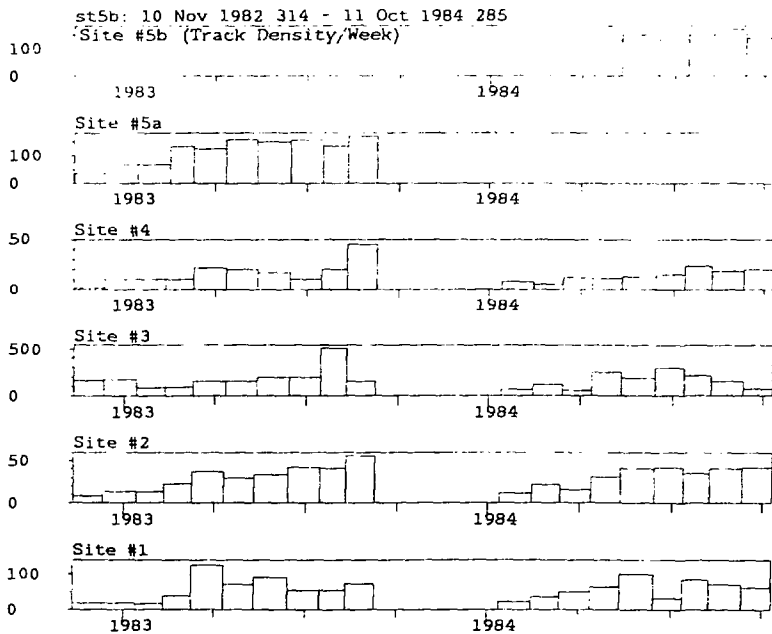 st5b: 10 Nov 1982 314 - 11 Oct 1984 285
Site #5b (Track Density/Week)
100
0
1983 1984
Site #5a
100
0
1983 1984
Site #4
50
0
1983 1984
Site #3
500
0
1983 1984
Site #2
50
0
1983 1984
Site #1
100
0
1983 1984